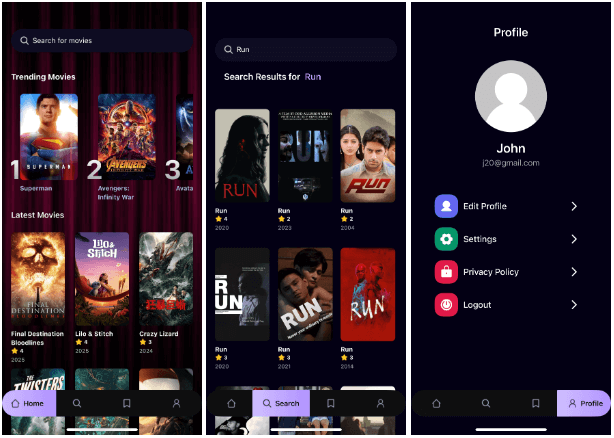 Search for movies
Trending Movies
1
SUPERMAN
2
AVENGERS
INFINITY WAR
3
Superman
Avengers:
Infinity War
Avata
Latest Movies
FINAL
DESTINATION
BLOODLINES
LiLO &
STiTCH
Final Destination
Bloodlines
4
2025
Lilo & Stitch
4
2025
Crazy Lizard
3
2024
THE
TWISTERS
Home
Run
Search Results for Run
RUN
RUN
RUN
Run
4
2020
Run
2
2023
Run
2
2004
RUN
RUN
RUN
RUN
Run
3
2020
Run
3
2021
Run
3
2014
Search
Profile
John
j20@gmail.com
Edit Profile
Settings
Privacy Policy
Logout
Profile